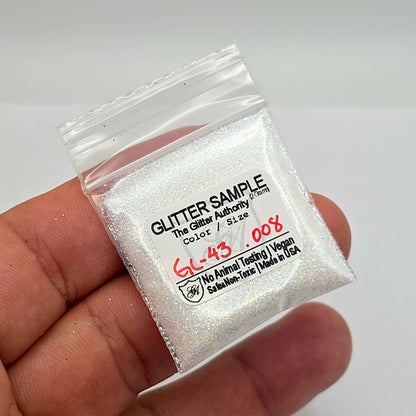 GLITTER SAMPLE
The Glitter Authority
Color / Size
GL-43 .008
No Animal Testing | Vegan
Safe Non-Toxic | Made in USA